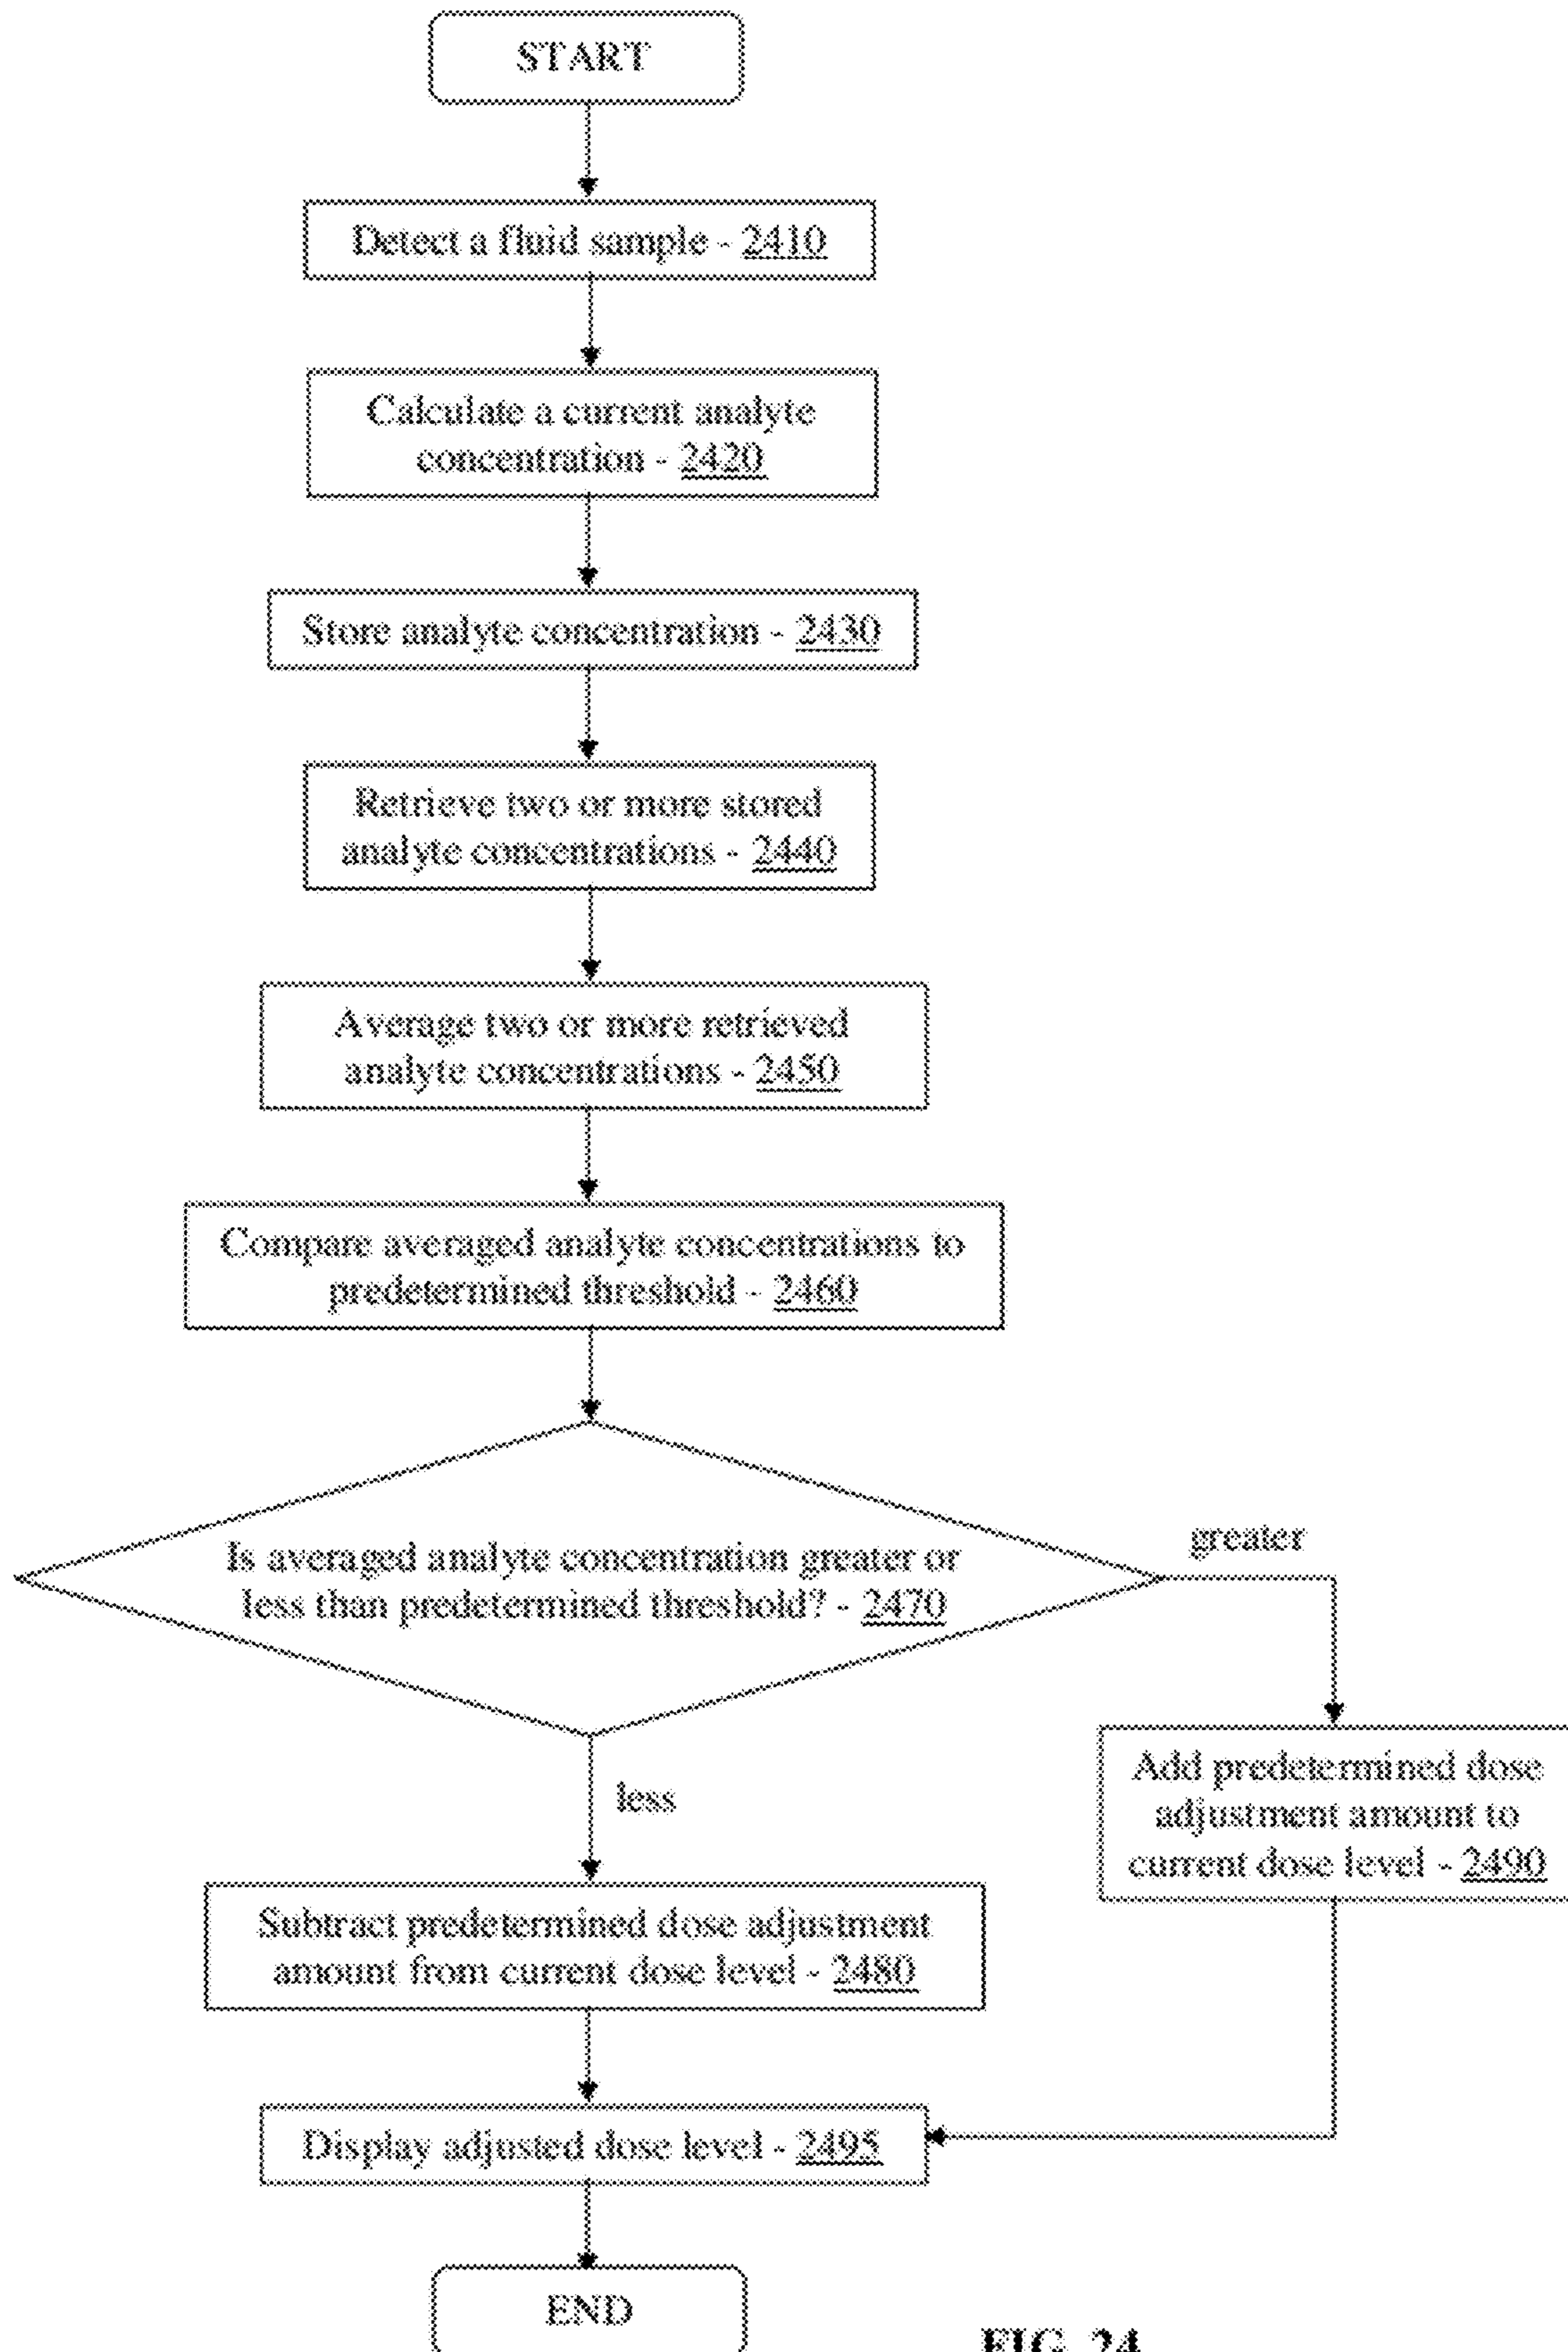 START
Detect a fluid sample - 2410
Calculate a current analyte
concentration - 2420
Store analyte concentration - 2430
Retrieve two or more stored
analyte concentrations - 2440
Average two or more retrieved
analyte concentrations - 2450
Compare averaged analyte concentrations to
predetermined threshold - 2460
Is averaged analyte concentration greater or
less than predetermined threshold? - 2470
greater
less
Add predetermined dose
adjustment amount to
current dose level - 2490
Subtract predetermined dose adjustment
amount from current dose level - 2480
Display adjusted dose level - 2495
END
FIG. 24